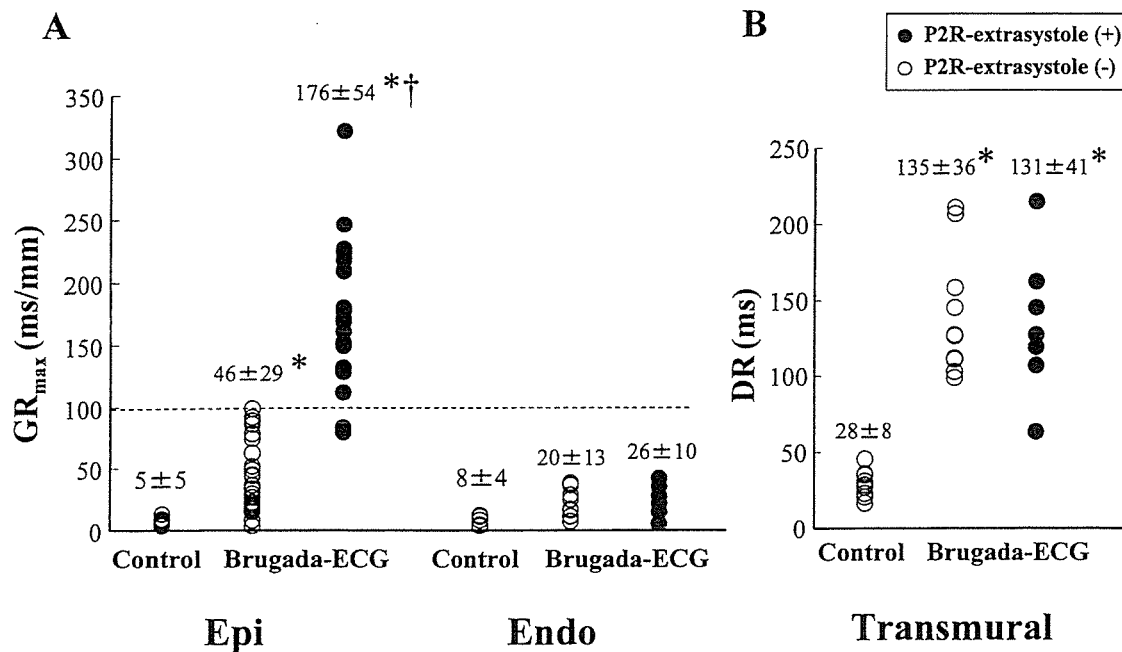 A
B
● P2R-extrasystole (+)
○ P2R-extrasystole (-)
GRmax (ms/mm)
350
300
250
200
150
100
50
0
5±5
46±29 *
176±54 *†
8±4
20±13
26±10
Control
Brugada-ECG
Control
Brugada-ECG
Epi
Endo
DR (ms)
250
200
150
100
50
0
28±8
135±36 *
131±41 *
Control
Brugada-ECG
Transmural